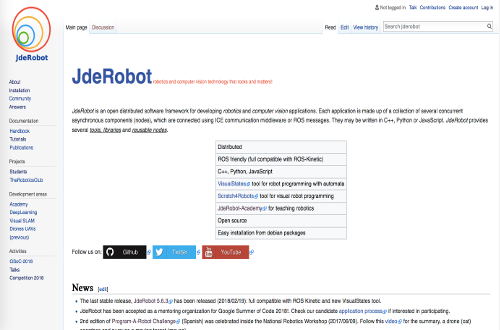 Not logged in Talk Contributions Create account Log in
Main page Discussion Read Edit View history Search jderobot
JdeRobot
JdeRobot robotics and computer vision technology that rocks and matters!
About
Installation
Community
Answers
Documentation
Handbook
Tutorials
Publications
Projects
Students
TheRoboticsClub
Development areas
Academy
DeepLearning
Visual SLAM
Drones UAVs
(previous)
Activities
GSoC-2018
Talks
Competition 2018
JdeRobot is an open distributed software framework for developing robotics and computer vision applications. Each application is made up of a collection of several concurrent
asynchronous components (nodes), which are connected using ICE communication middleware or ROS messages. They may be written in C++, Python or JavaScript. JdeRobot provides
several tools, libraries and reusable nodes.
Distributed
ROS friendly (full compatible with ROS-Kinetic)
C++, Python, JavaScript
VisualStates tool for robot programming with automata
Scratch4Robots tool for visual robot programming
JdeRobot-Academy for teaching robotics
Open source
Easy installation from debian packages
Follow us on: Github Twitter YouTube
News [edit]
The last stable release, JdeRobot 5.6.3 has been released (2018/02/19): full compatible with ROS Kinetic and new VisualStates tool.
JdeRobot has been accepted as a mentoring organization for Google Summer of Code 2018!. Check our candidate application process if interested in participating.
2nd edition of Program-A-Robot Challenge (Spanish) was celebrated inside the National Robotics Workshop (2017/06/09). Follow this video for the summary, a drone (cat)